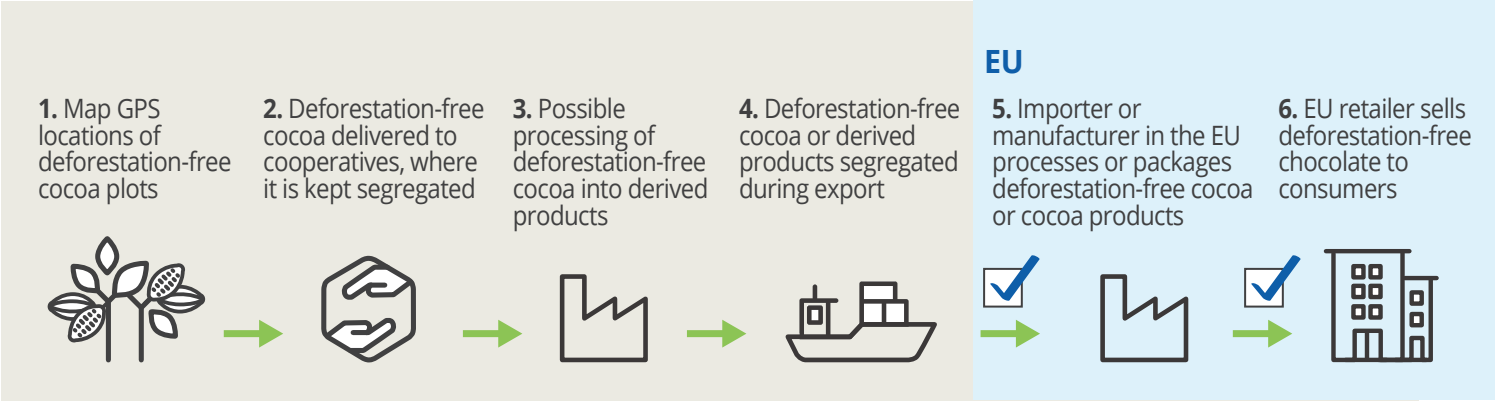 EU
1. Map GPS
locations of
deforestation-free
cocoa plots
2. Deforestation-free
cocoa delivered to
cooperatives, where
it is kept segregated
3. Possible
processing of
deforestation-free
cocoa into derived
products
4. Deforestation-free
cocoa or derived
products segregated
during export
5. Importer or
manufacturer in the EU
processes or packages
deforestation-free cocoa
or cocoa products
6. EU retailer sells
deforestation-free
chocolate to
consumers